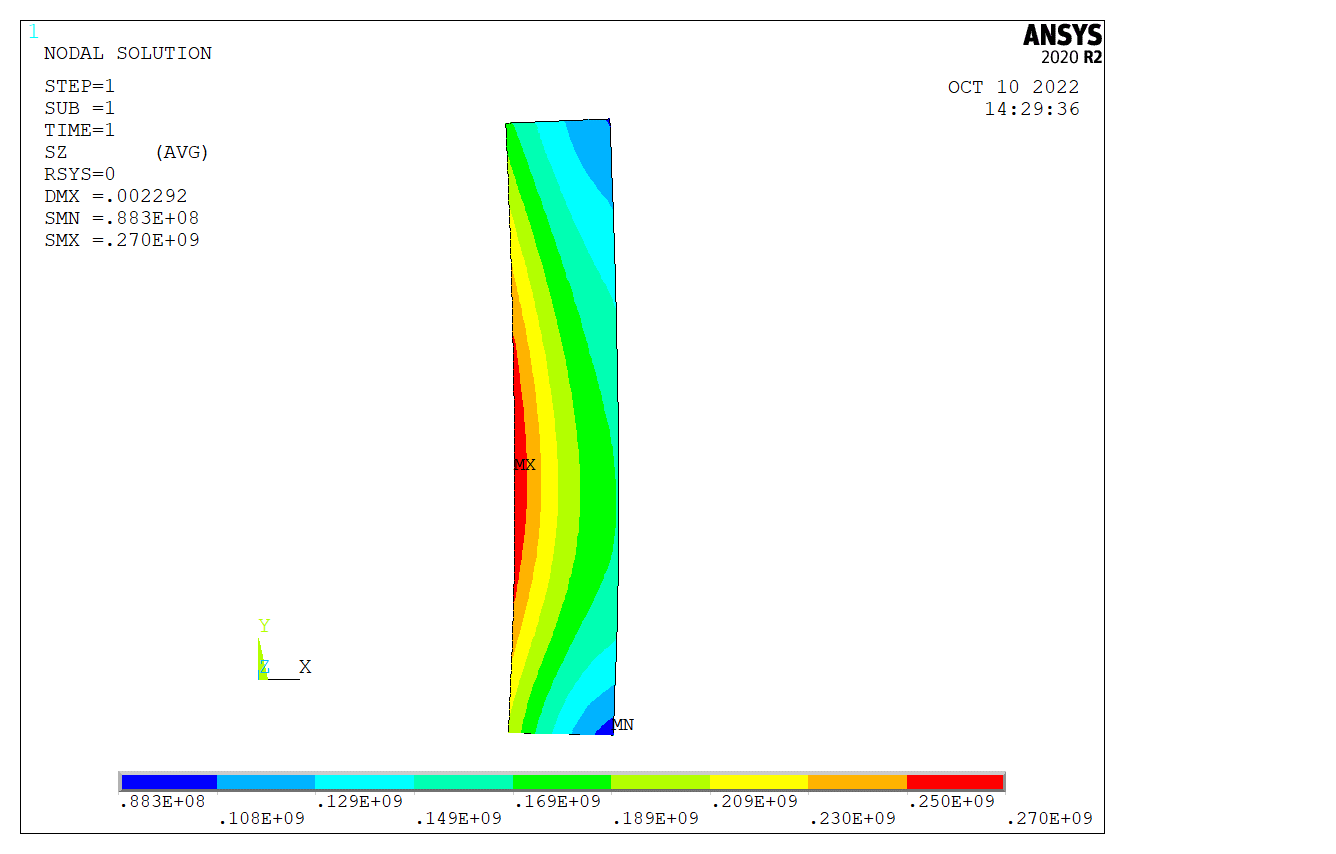 1
NODAL SOLUTION
STEP=1
SUB =1
TIME=1
SZ (AVG)
RSYS=0
DMX =.002292
SMN =.883E+08
SMX =.270E+09
ANSYS
2020 R2
OCT 10 2022
14:29:36
MX
MN
Y
Z X
.883E+08 .129E+09 .169E+09 .209E+09 .250E+09
.108E+09 .149E+09 .189E+09 .230E+09 .270E+09